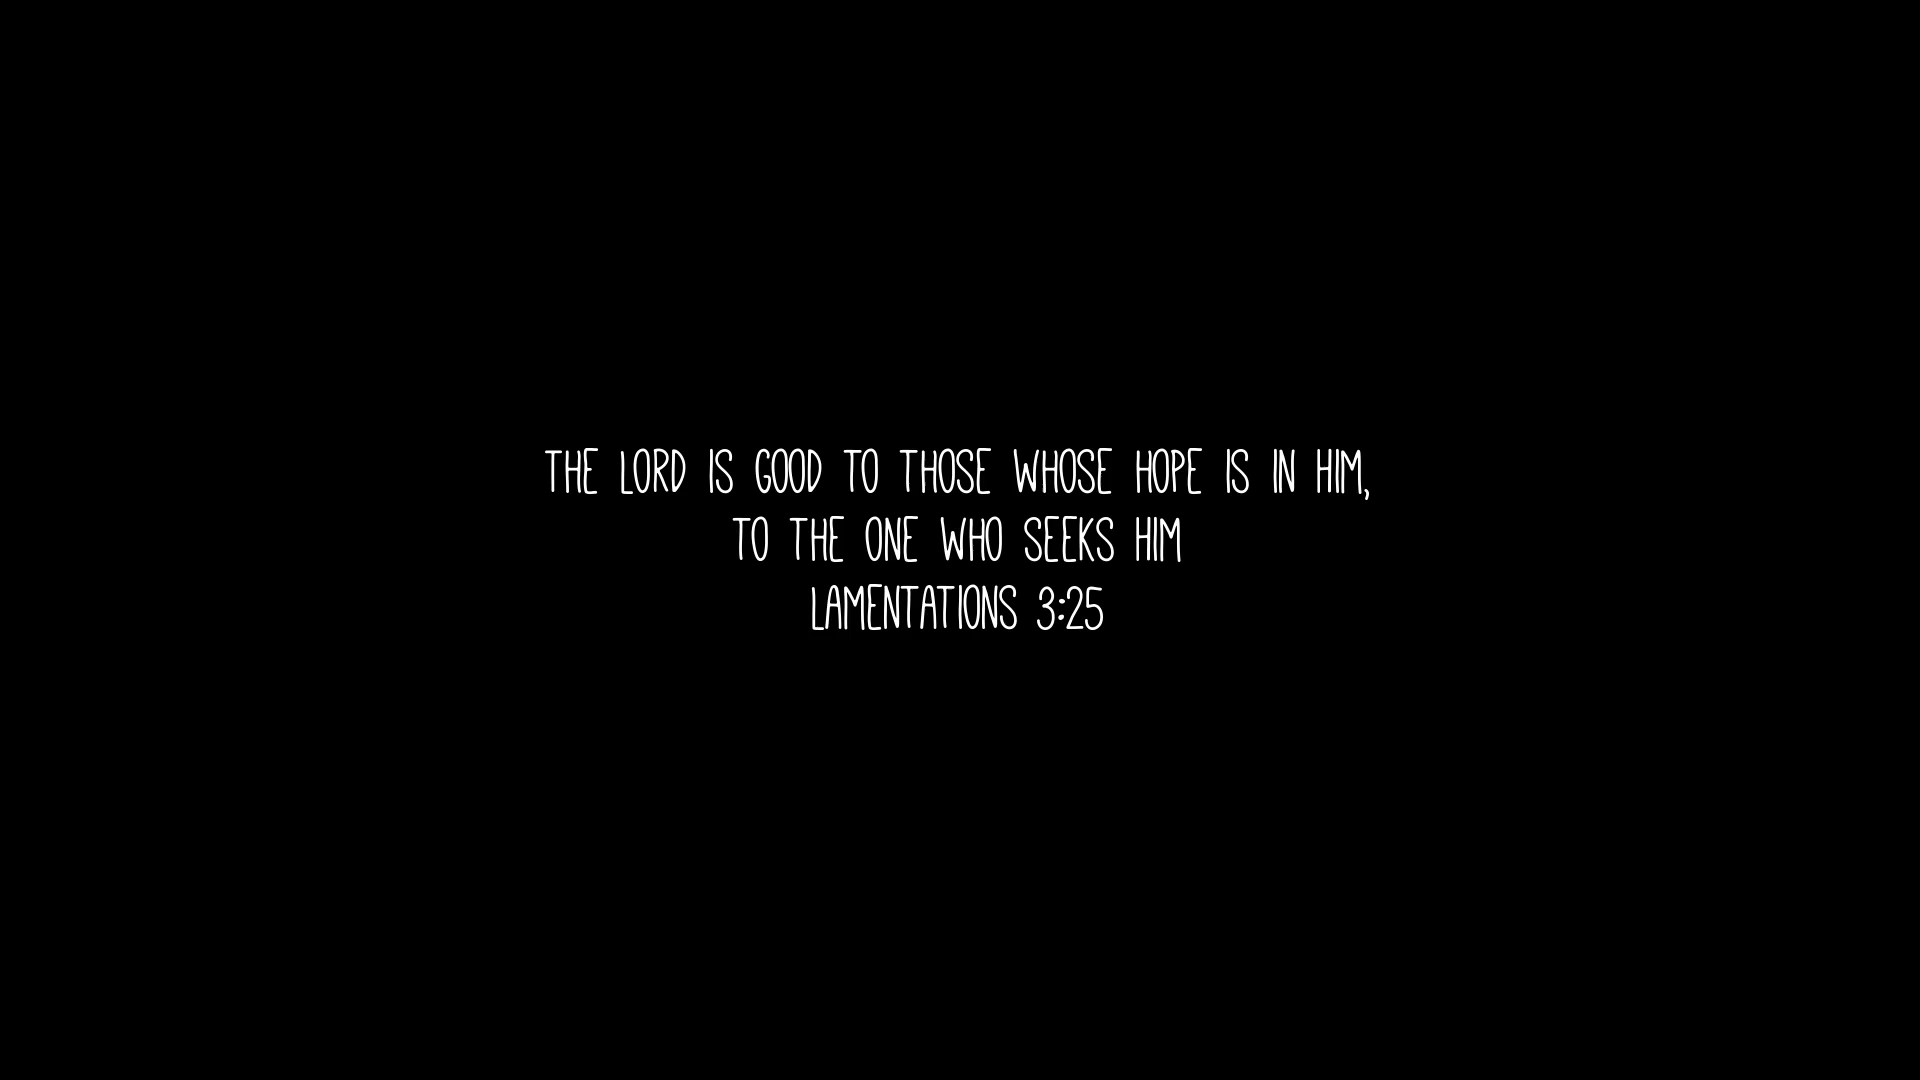 THE LORD IS GOOD TO THOSE WHOSE HOPE IS IN HIM,
TO THE ONE WHO SEEKS HIM
LAMENTATIONS 3:25